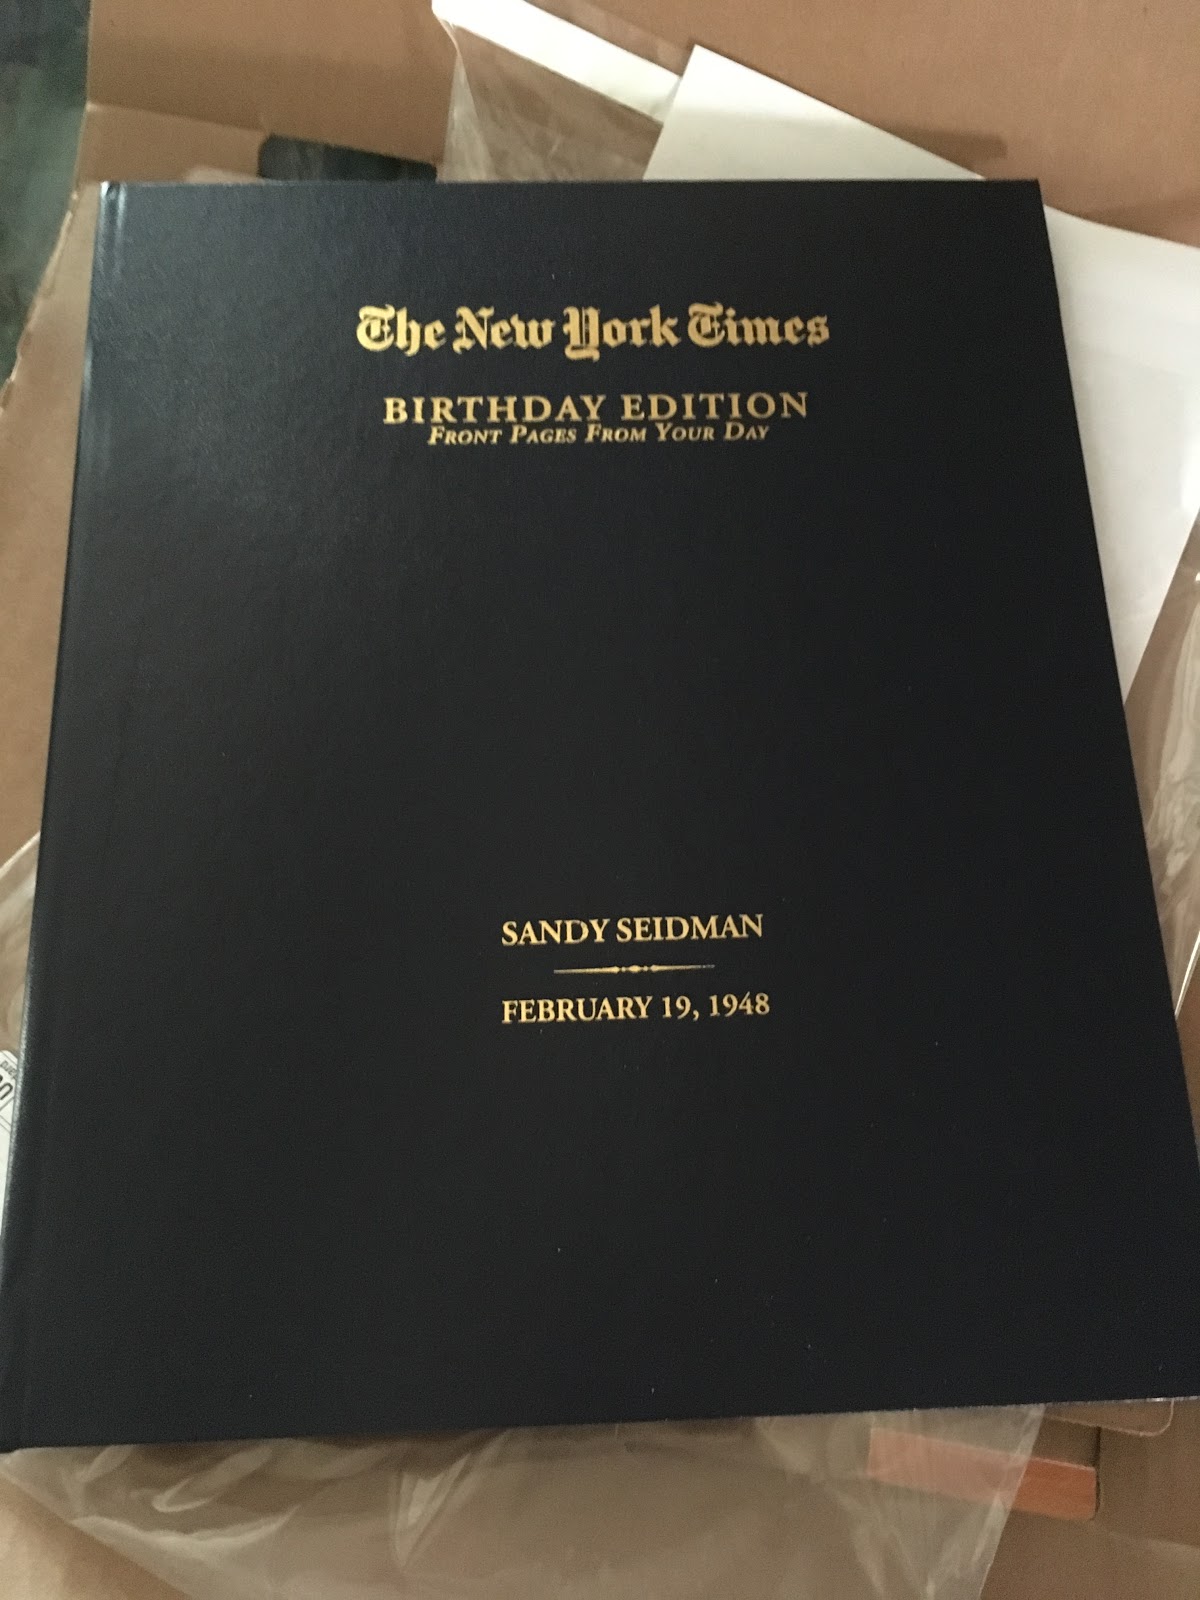 The New York Times
BIRTHDAY EDITION
FRONT PAGES FROM YOUR DAY
SANDY SEIDMAN
FEBRUARY 19, 1948